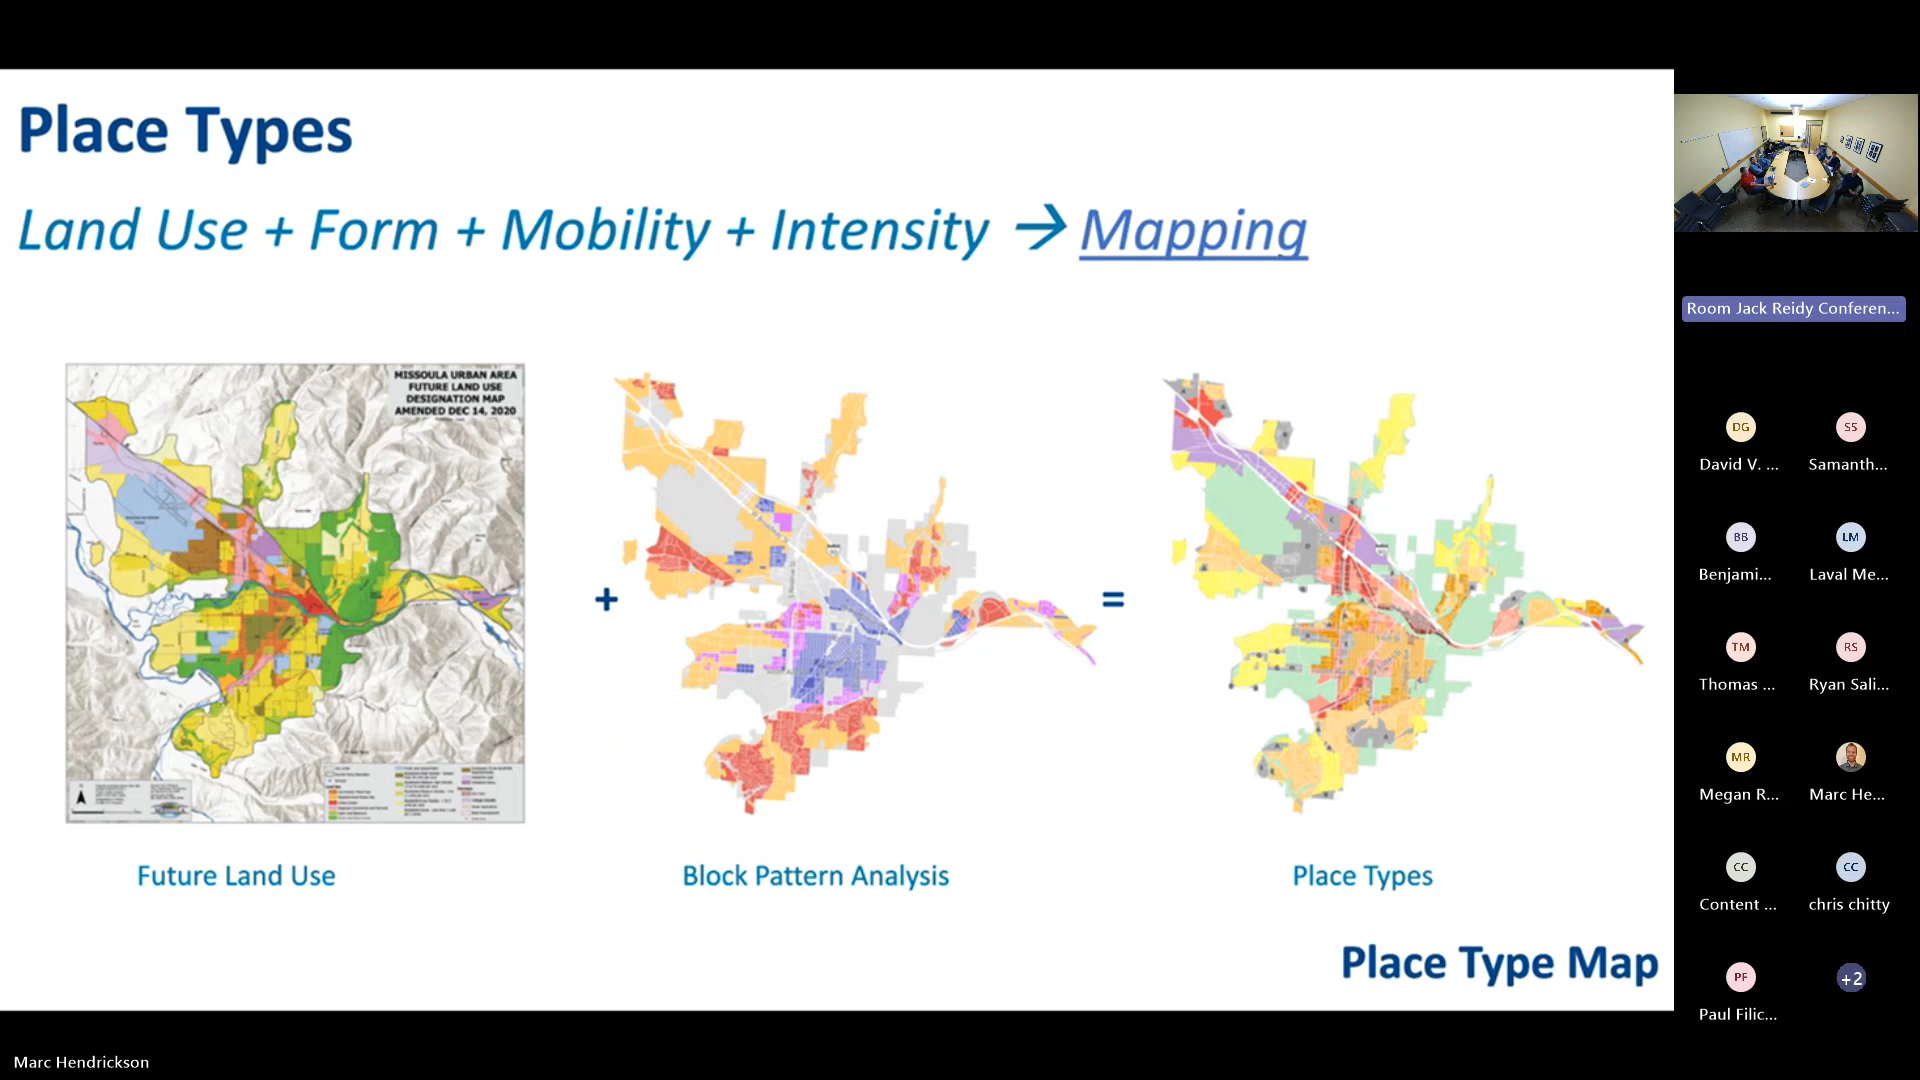 Place Types
Land Use + Form + Mobility + Intensity → Mapping
MISSOULA URBAN AREA
FUTURE LAND USE
DESIGNATION MAP
AMENDED DEC 14, 2020
+
=
Future Land Use
Block Pattern Analysis
Place Types
Place Type Map
Room Jack Reidy Conferen...
DG
SS
David V. ...
Samanth...
BB
LM
Benjami...
Laval Me...
TM
RS
Thomas ...
Ryan Sali...
MR
Megan R...
Marc He...
CC
CC
Content ...
chris chitty
PF
+2
Paul Filic...
Marc Hendrickson